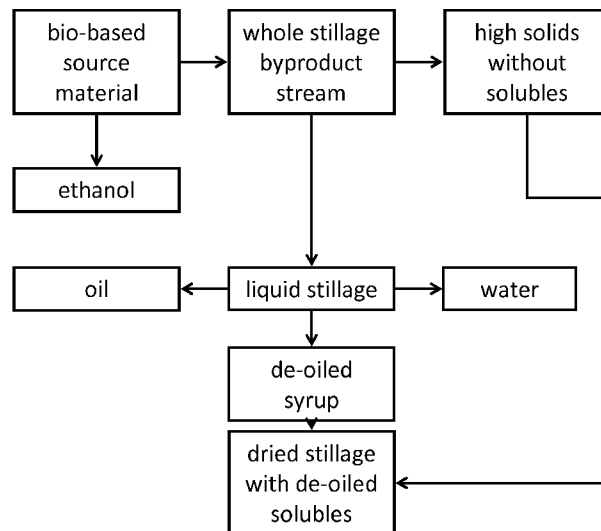 bio-based
source
material
whole stillage
byproduct
stream
high solids
without
solubles
ethanol
oil
liquid stillage
water
de-oiled
syrup
dried stillage
with de-oiled
solubles